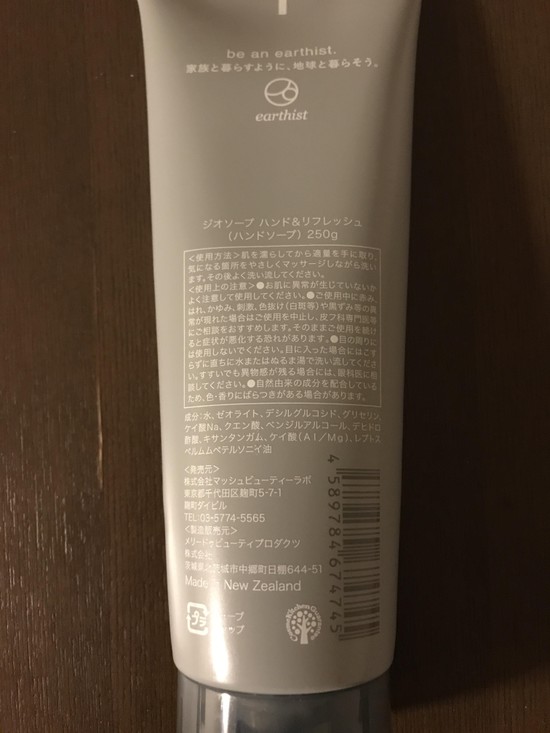 be an earthist.
家族と暮らすように、地球と暮らそう。
earthist
ジオソープ ハンド&リフレッシュ
(ハンドソープ) 250g
<使用方法>肌を濡らしてから適量を手に取り、
気になる箇所をやさしくマッサージしながら洗い
ます。その後よく洗い流してください。
<使用上の注意>●お肌に異常が生じていないか
よく注意して使用してください。●ご使用中に赤み、
はれ、かゆみ、刺激、色抜け(白斑等)や黒ずみ等の異
常が現れた場合はご使用を中止し、皮フ科専門医等
にご相談をおすすめします。そのままご使用を続け
ると症状が悪化する恐れがあります。●目の周りに
は使用しないでください。目に入った場合にはこす
らずに直ちに水またはぬるま湯で洗い流してくださ
い。すすいでも異物感が残る場合には、眼科医に相
談してください。●自然由来の成分を配合している
ため、色・香りにばらつきがある場合があります。
成分:水、ゼオライト、デシルグルコシド、グリセリン、
ケイ酸Na、クエン酸、ベンジルアルコール、デヒドロ
酢酸、キサンタンガム、ケイ酸(Al/Mg)、レプトス
ペルムムペテルソニイ油
<発売元>
株式会社マッシュビューティーラボ
東京都千代田区麹町5-7-1
麹町ダイビル
TEL:03-5774-5565
<製造販売元>
メリードゥビューティプロダクツ
株式会社
茨城県北茨城市中郷町日棚644-51
Made in New Zealand
プラ
チューブ
キャップ
4589784674745